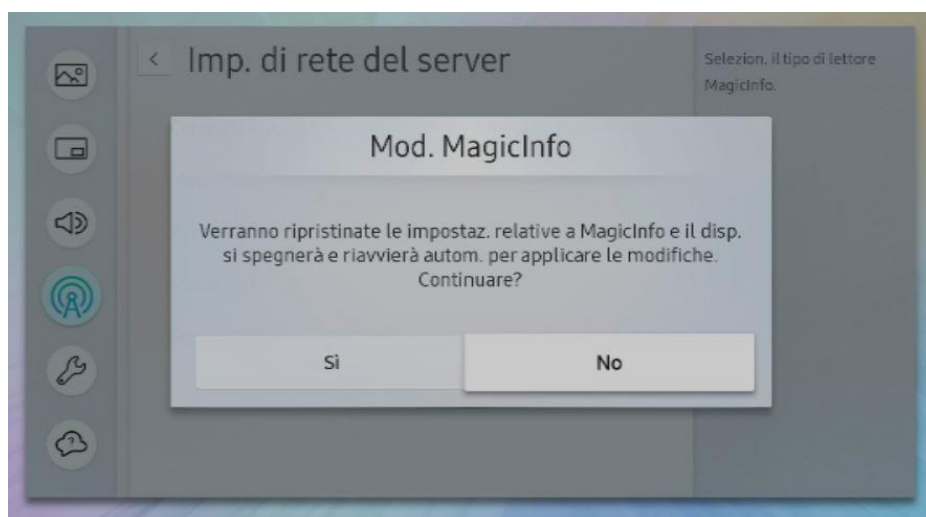 Imp. di rete del server
Selezion. il tipo di lettore
MagicInfo.
Mod. MagicInfo
Verranno ripristinate le impostaz. relative a MagicInfo e il disp.
si spegnerà e riavvierà autom. per applicare le modifiche.
Continuare?
Sì
No